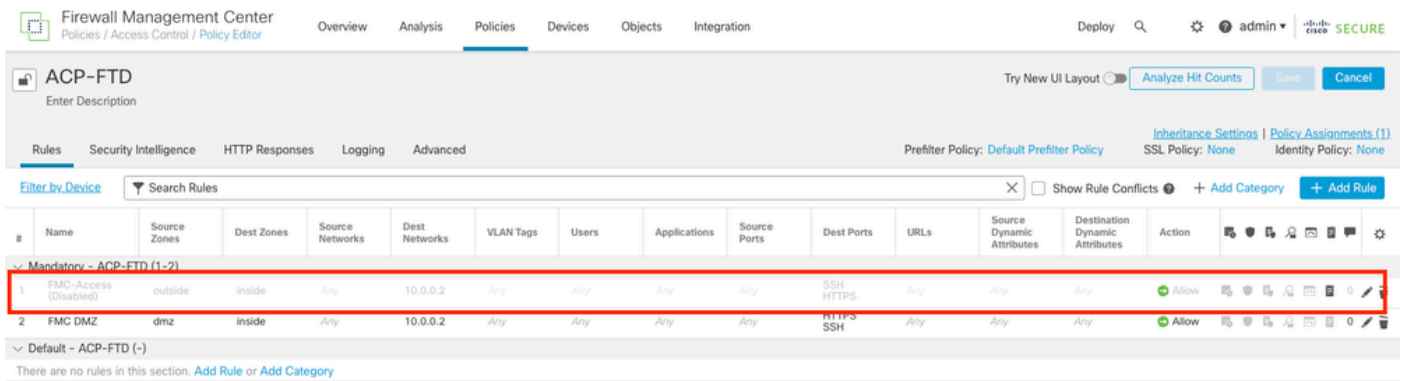 Firewall Management Center
Policies / Access Control / Policy Editor
Overview Analysis Policies Devices Objects Integration Deploy admin cisco SECURE
ACP-FTD
Enter Description
Try New UI Layout Analyze Hit Counts Save Cancel
Inheritance Settings | Policy Assignments (1)
Rules Security Intelligence HTTP Responses Logging Advanced Prefilter Policy: Default Prefilter Policy SSL Policy: None Identity Policy: None
Filter by Device Search Rules Show Rule Conflicts + Add Category + Add Rule
# Name Source Zones Dest Zones Source Networks Dest Networks VLAN Tags Users Applications Source Ports Dest Ports URLs Source Dynamic Attributes Destination Dynamic Attributes Action
Mandatory - ACP-FTD (1-2)
1 FMC-Access (Disabled) outside inside Any 10.0.0.2 Any Any Any Any SSH HTTPS Any Any Any Allow 0
2 FMC DMZ dmz inside Any 10.0.0.2 Any Any Any Any HTTPS SSH Any Any Any Allow 0
Default - ACP-FTD (-)
There are no rules in this section. Add Rule or Add Category